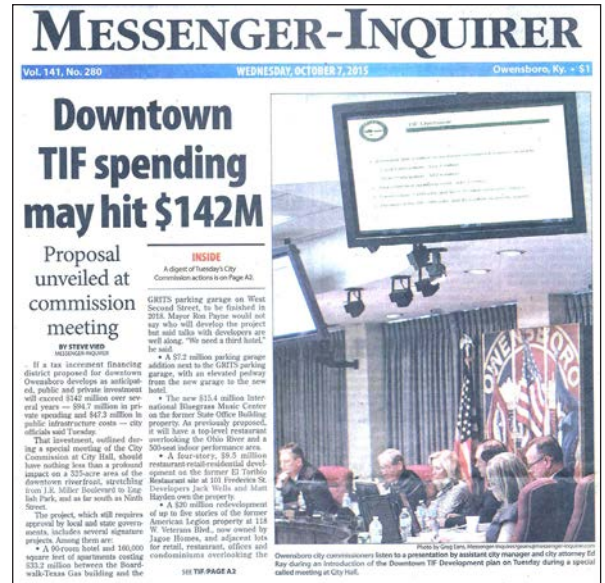 MESSENGER-INQUIRER
Vol. 141, No. 280
WEDNESDAY, OCTOBER 7, 2015
Owensboro, Ky. • $1
Downtown
TIF spending
may hit $142M
Proposal
unveiled at
commission
meeting
BY STEVE VIED
MESSENGER-INQUIRER
If a tax increment financing
district proposed for downtown
Owensboro develops as anticipat-
ed, public and private investment
will exceed $142 million over sev-
eral years — $94.7 million in pri-
vate spending and $47.3 million in
public infrastructure costs — city
officials said Tuesday.
That investment, outlined dur-
ing a special meeting of the City
Commission at City Hall, should
have nothing less than a profound
impact on a 325-acre area of the
downtown riverfront, stretching
from J.R. Miller Boulevard to Eng-
lish Park, and as far south as Ninth
Street.
The project, which still requires
approval by local and state govern-
ments, includes several signature
projects. Among them are:
• A 90-room hotel and 160,000
square feet of apartments costing
$33.2 million between the Board-
walk-Texas Gas building and the
INSIDE
A digest of Tuesday's City
Commission actions is on Page A2.
GRITS parking garage on West
Second Street, to be finished in
2018. Mayor Ron Payne would not
say who will develop the project
but said talks with developers are
well along. "We need a third hotel,"
he said.
• A $7.2 million parking garage
addition next to the GRITS parking
garage, with an elevated pedway
from the new garage to the new
hotel.
• The new $15.4 million Inter-
national Bluegrass Music Center
on the former State Office Building
property. As previously proposed,
it will have a top-level restaurant
overlooking the Ohio River and a
500-seat indoor performance area.
• A four-story, $9.5 million
restaurant-retail-residential devel-
opment on the former El Toribio
Restaurant site at 101 Frederica St.
Developers Jack Wells and Matt
Hayden own the property.
• A $20 million redevelopment
of up to five stories of the former
American Legion property at 118
W. Veterans Blvd., now owned by
Jagoe Homes, and adjacent lots
for retail, restaurant, offices and
condominiums overlooking the
SEE TIF/PAGE A2
OWENSBORO
Photo by Greg Eans, Messenger-Inquirer
Owensboro city commissioners listen to a presentation by assistant city manager and city attorney Ed
Ray during an introduction of the Downtown TIF Development plan on Tuesday during a special
called meeting at City Hall.